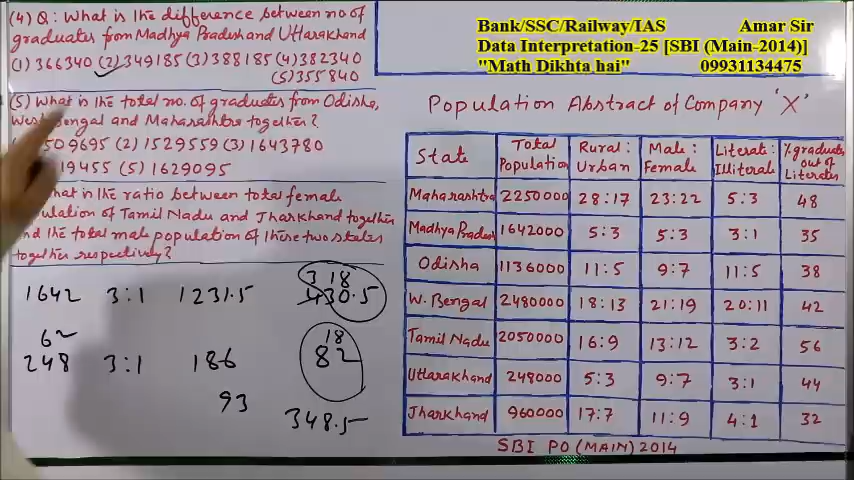 (4) Q: What is the difference between no of
graduates from Madhya Pradesh and Uttarakhand
(1) 366340 (2) 349185 (3) 388185 (4) 382340
(5) 355840
(5) What is the total no. of graduates from Odisha,
West Bengal and Maharashtra together?
509695 (2) 1529559 (3) 1643780
19455 (5) 1629095
What is the ratio between total female
population of Tamil Nadu and Jharkhand together
and the total male population of these two states
together respectively?
1642 3:1 1231.5 430.5
318
62
248 3:1 186 82
18
93
348.5
Bank/SSC/Railway/IAS Amar Sir
Data Interpretation-25 [SBI (Main-2014)]
"Math Dikhta hai" 09931134475
Population Abstract of Company 'X'
State Total Population Rural : Urban Male : Female Literate : Illiterate % graduates out of Literates
Maharashtra 2250000 28:17 23:22 5:3 48
Madhya Pradesh 1642000 5:3 5:3 3:1 35
Odisha 1136000 11:5 9:7 11:5 38
W. Bengal 2480000 18:13 21:19 20:11 42
Tamil Nadu 2050000 16:9 13:12 3:2 56
Uttarakhand 248000 5:3 9:7 3:1 44
Jharkhand 960000 17:7 11:9 4:1 32
SBI PO (MAIN) 2014